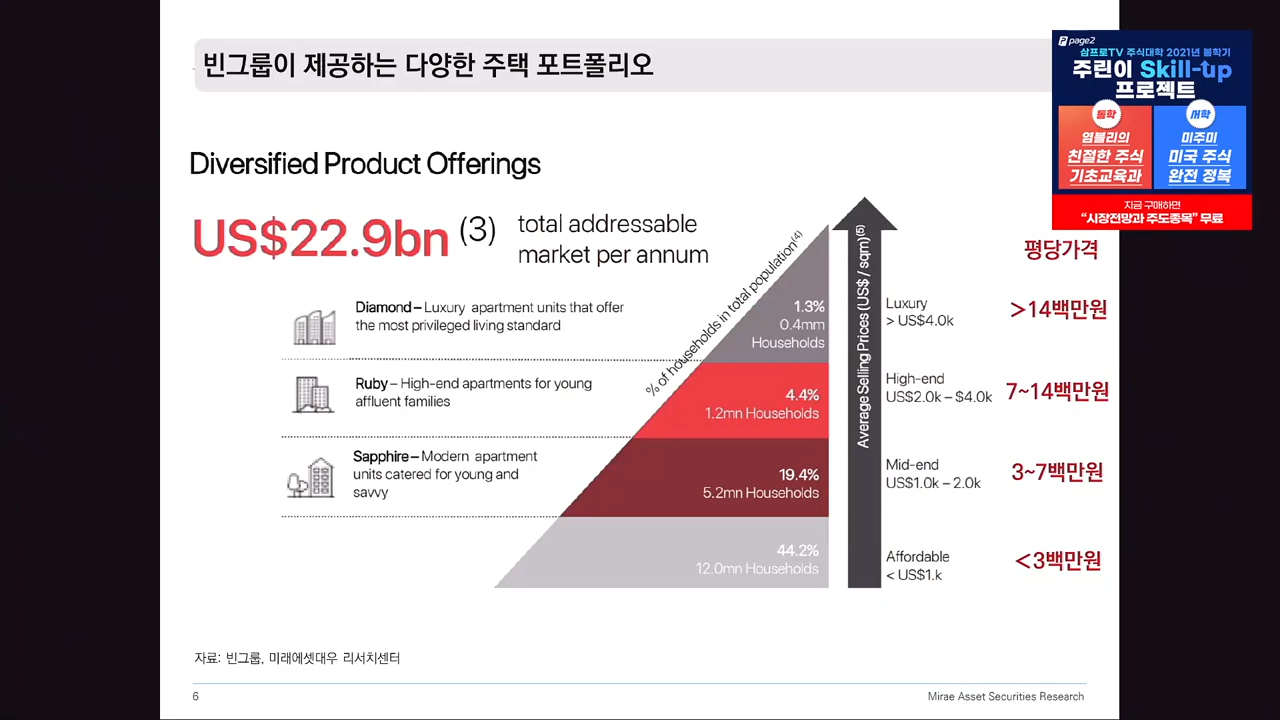 빈그룹이 제공하는 다양한 주택 포트폴리오
page2
삼프로TV 주식대학 2021년 봄학기
주린이 Skill-up
프로젝트
동학
염블리의
친절한 주식
기초교육과
서학
미주미
미국 주식
완전 정복
지금 구매하면
“시장전망과 주도종목” 무료
Diversified Product Offerings
US$22.9bn (3)
total addressable
market per annum
Diamond – Luxury apartment units that offer
the most privileged living standard
Ruby – High-end apartments for young
affluent families
Sapphire – Modern apartment
units catered for young and
savvy
% of households in total population(4)
1.3%
0.4mm
Households
4.4%
1.2mn Households
19.4%
5.2mn Households
44.2%
12.0mn Households
Average Selling Prices (US$ / sqm)(5)
Luxury
> US$4.0k
High-end
US$2.0k – $4.0k
Mid-end
US$1.0k – 2.0k
Affordable
< US$1.k
평당가격
>14백만원
7~14백만원
3~7백만원
<3백만원
자료: 빈그룹, 미래에셋대우 리서치센터
6
Mirae Asset Securities Research